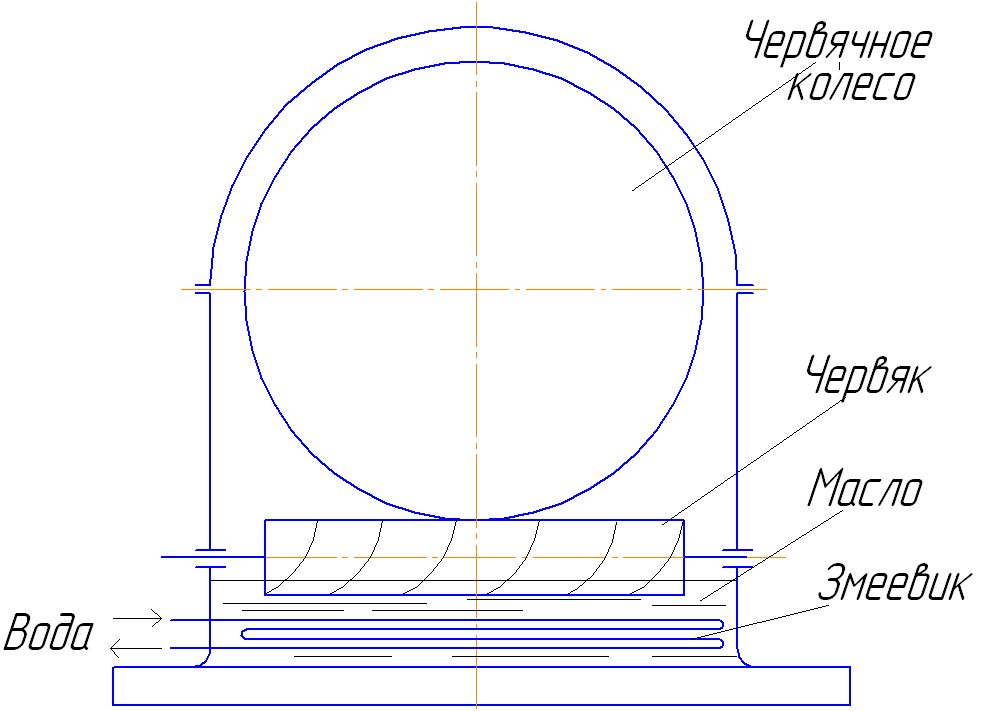 Червячное
колесо
Червяк
Масло
Змеевик
Вода